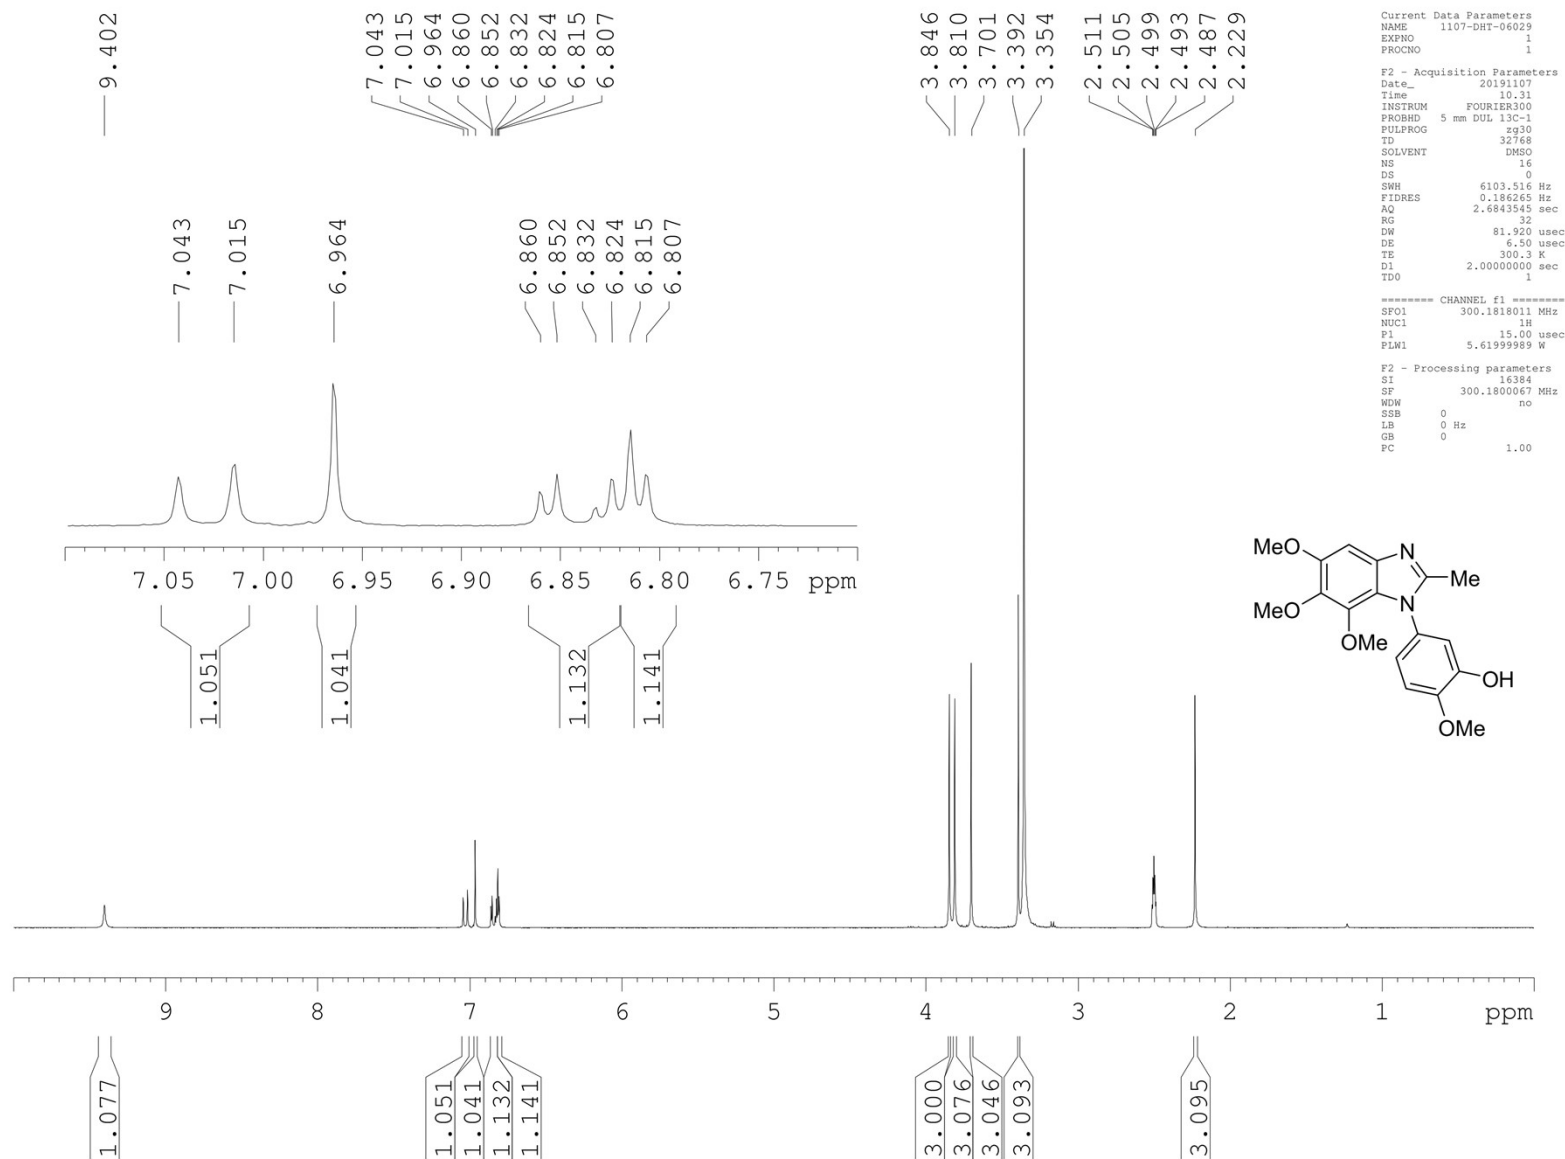 9.402
7.043
7.015
6.964
6.860
6.852
6.832
6.824
6.815
6.807
3.846
3.810
3.701
3.392
3.354
2.511
2.505
2.499
2.493
2.487
2.229
Current Data Parameters
NAME 1107-DHT-06029
EXPNO 1
PROCNO 1
F2 - Acquisition Parameters
Date_ 20191107
Time 10.31
INSTRUM FOURIER300
PROBHD 5 mm DUL 13C-1
PULPROG zg30
TD 32768
SOLVENT DMSO
NS 16
DS 0
SWH 6103.516 Hz
FIDRES 0.186265 Hz
AQ 2.6843545 sec
RG 32
DW 81.920 usec
DE 6.50 usec
TE 300.3 K
D1 2.00000000 sec
TD0 1
======== CHANNEL f1 ========
SFO1 300.1818011 MHz
NUC1 1H
P1 15.00 usec
PLW1 5.61999989 W
F2 - Processing parameters
SI 16384
SF 300.1800067 MHz
WDW no
SSB 0
LB 0 Hz
GB 0
PC 1.00
7.043
7.015
6.964
6.860
6.852
6.832
6.824
6.815
6.807
7.05 7.00 6.95 6.90 6.85 6.80 6.75 ppm
1.051
1.041
1.132
1.141
MeO
N
Me
MeO
N
OMe
OH
OMe
9 8 7 6 5 4 3 2 1 ppm
1.077
1.051
1.041
1.132
1.141
3.000
3.076
3.046
3.093
3.095